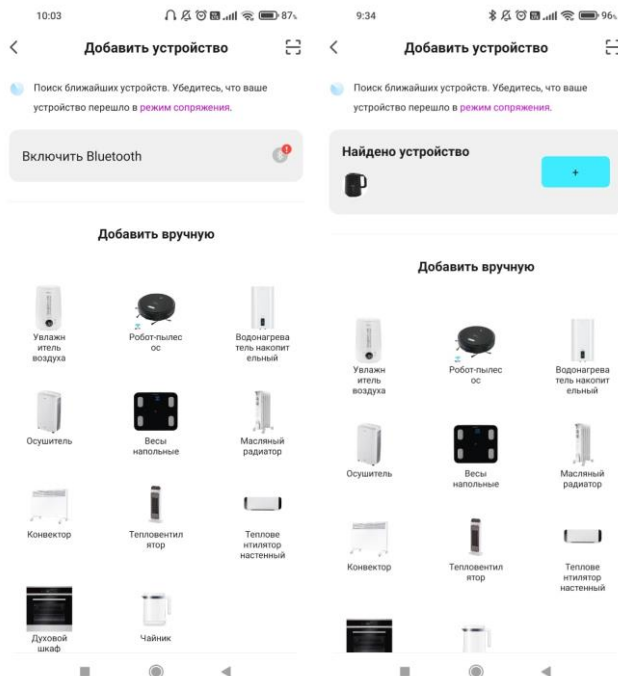 10:03
87%
Добавить устройство
Поиск ближайших устройств. Убедитесь, что ваше
устройство перешло в режим сопряжения.
Включить Bluetooth
Добавить вручную
Увлажн
итель
воздуха
Робот-пылес
ос
Водонагрева
тель накопит
ельный
Осушитель
Весы
напольные
Масляный
радиатор
Конвектор
Тепловентил
ятор
Теплове
нтилятор
настенный
Духовой
шкаф
Чайник
9:34
96%
Добавить устройство
Поиск ближайших устройств. Убедитесь, что ваше
устройство перешло в режим сопряжения.
Найдено устройство
+
Добавить вручную
Увлажн
итель
воздуха
Робот-пылес
ос
Водонагрева
тель накопит
ельный
Осушитель
Весы
напольные
Масляный
радиатор
Конвектор
Тепловентил
ятор
Теплове
нтилятор
настенный